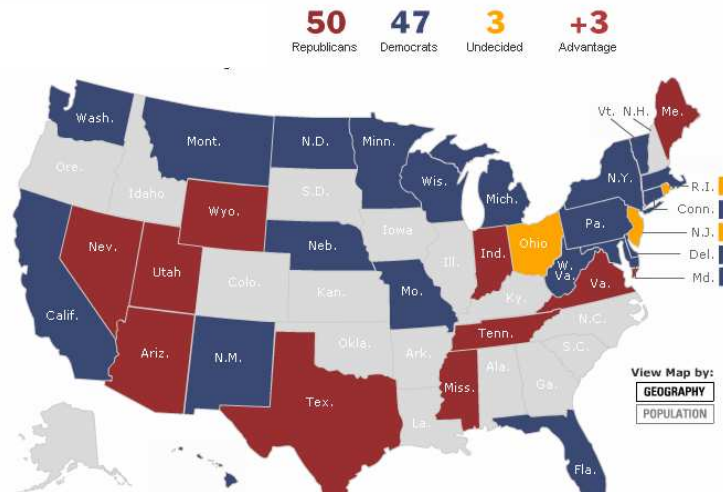 50 47 3 +3
Republicans Democrats Undecided Advantage
Wash.
Mont.
N.D.
Minn.
Vt.
N.H.
Me.
Ore.
Idaho
S.D.
Wis.
Mich.
N.Y.
R.I.
Wyo.
Iowa
Pa.
Conn.
Nev.
Neb.
Ill.
Ind.
Ohio
N.J.
Utah
Colo.
Kan.
Mo.
W.
Va.
Del.
Calif.
Ky.
Va.
Md.
Ariz.
N.M.
Okla.
Ark.
Tenn.
N.C.
S.C.
Tex.
La.
Miss.
Ala.
Ga.
Fla.
View Map by:
GEOGRAPHY
POPULATION